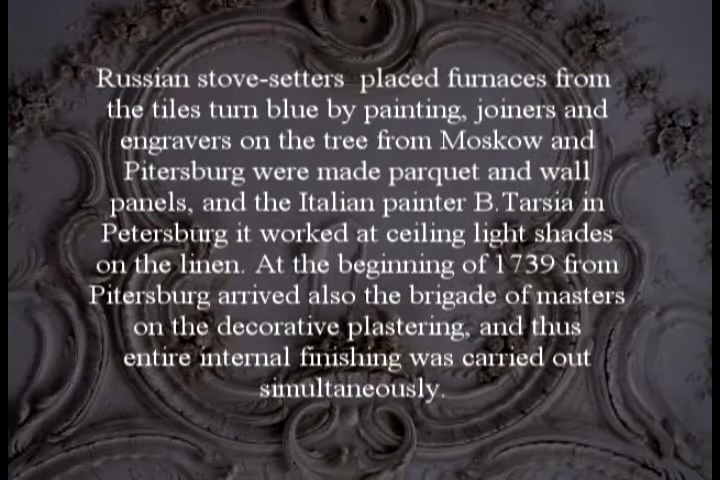 Russian stove-setters placed furnaces from
the tiles turn blue by painting, joiners and
engravers on the tree from Moskow and
Pitersburg were made parquet and wall
panels, and the Italian painter B.Tarsia in
Petersburg it worked at ceiling light shades
on the linen. At the beginning of 1739 from
Pitersburg arrived also the brigade of masters
on the decorative plastering, and thus
entire internal finishing was carried out
simultaneously.